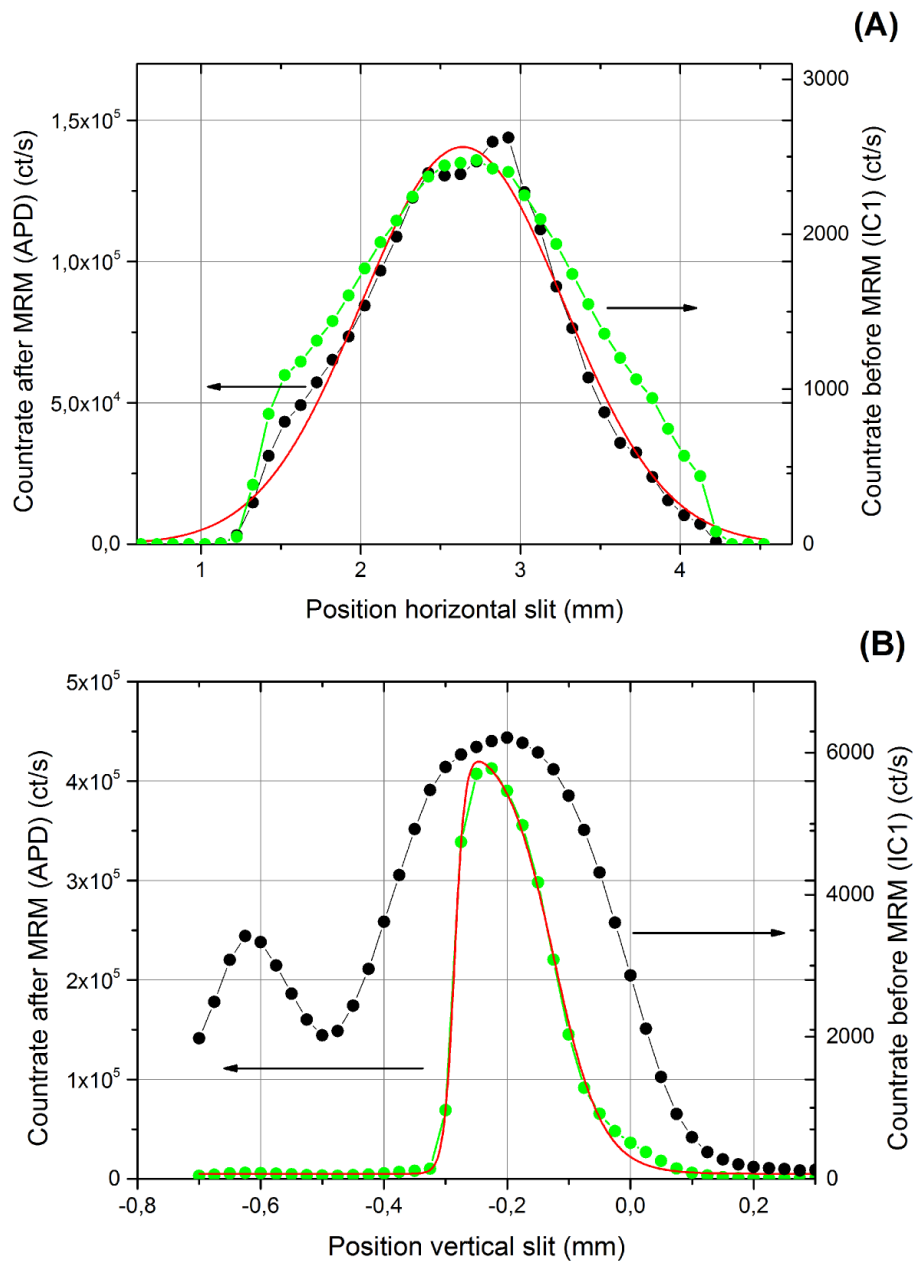 (A)
Countrate after MRM (APD) (ct/s)
1,5x10⁵
1,0x10⁵
5,0x10⁴
0,0
3000
2000
1000
0
Countrate before MRM (IC1) (ct/s)
1 2 3 4
Position horizontal slit (mm)
(B)
Countrate after MRM (APD) (ct/s)
5x10⁵
4x10⁵
3x10⁵
2x10⁵
1x10⁵
0
6000
4000
2000
0
Countrate before MRM (IC1) (ct/s)
-0,8 -0,6 -0,4 -0,2 0,0 0,2
Position vertical slit (mm)